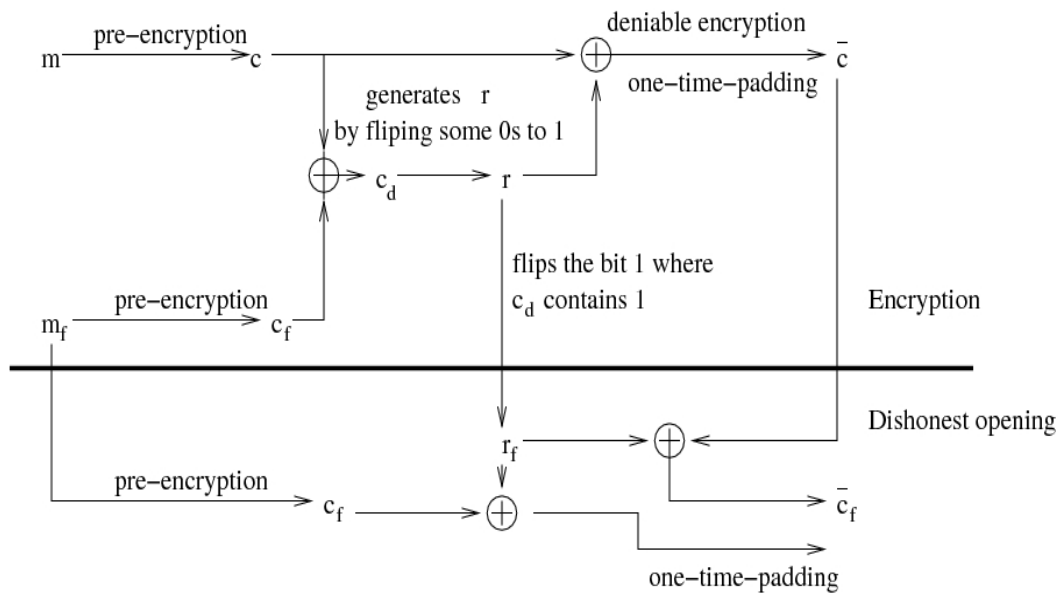 pre−encryption
deniable encryption
m
c
c̄
one−time−padding
generates r
by fliping some 0s to 1
c_d
r
flips the bit 1 where
c_d contains 1
pre−encryption
Encryption
m_f
c_f
Dishonest opening
r_f
pre−encryption
c_f
c̄_f
one−time−padding